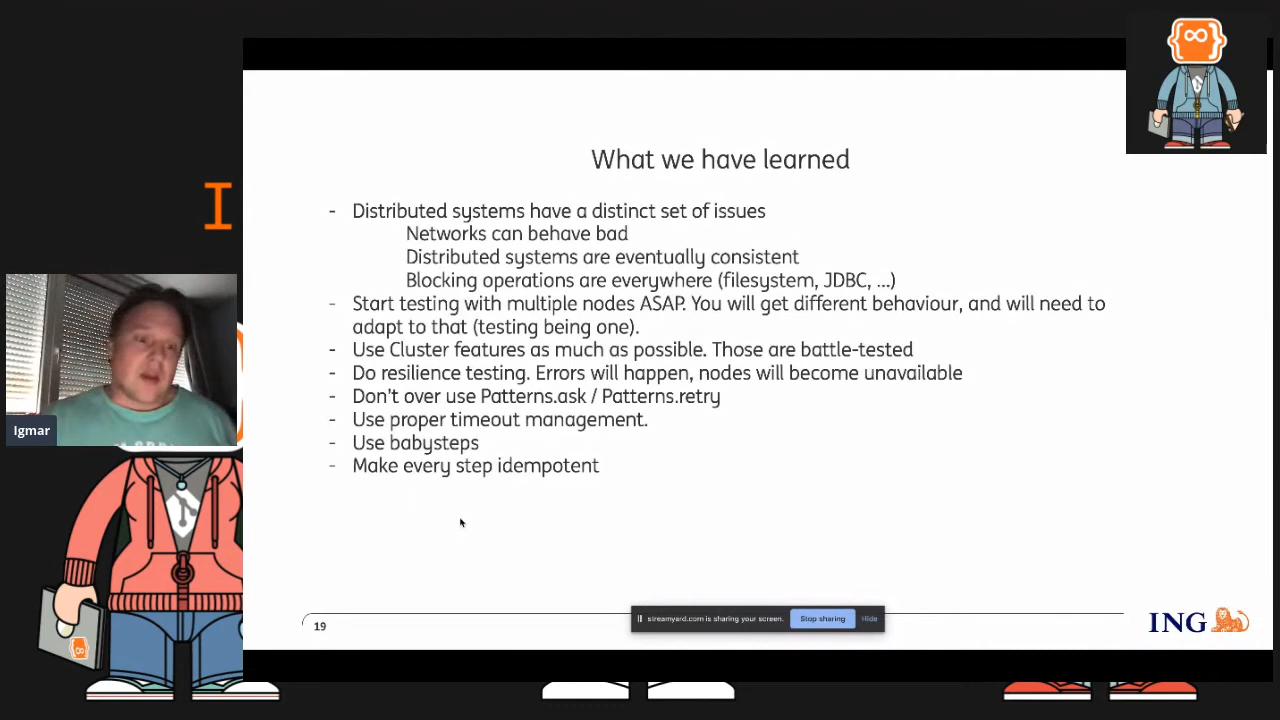 What we have learned
- Distributed systems have a distinct set of issues
Networks can behave bad
Distributed systems are eventually consistent
Blocking operations are everywhere (filesystem, JDBC, ...)
- Start testing with multiple nodes ASAP. You will get different behaviour, and will need to
adapt to that (testing being one).
- Use Cluster features as much as possible. Those are battle-tested
- Do resilience testing. Errors will happen, nodes will become unavailable
- Don't over use Patterns.ask / Patterns.retry
- Use proper timeout management.
- Use babysteps
- Make every step idempotent
I
Igmar
19
streamyard.com is sharing your screen. Stop sharing Hide
ING